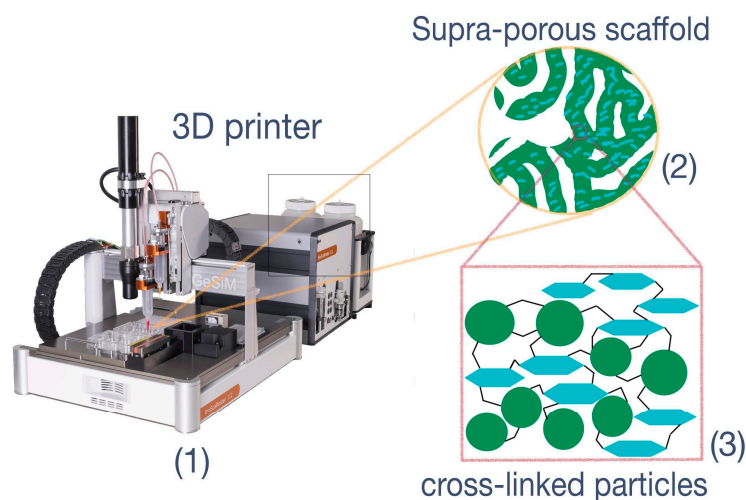 Supra-porous scaffold
3D printer
(2)
GeSiM
(1)
(3)
cross-linked particles